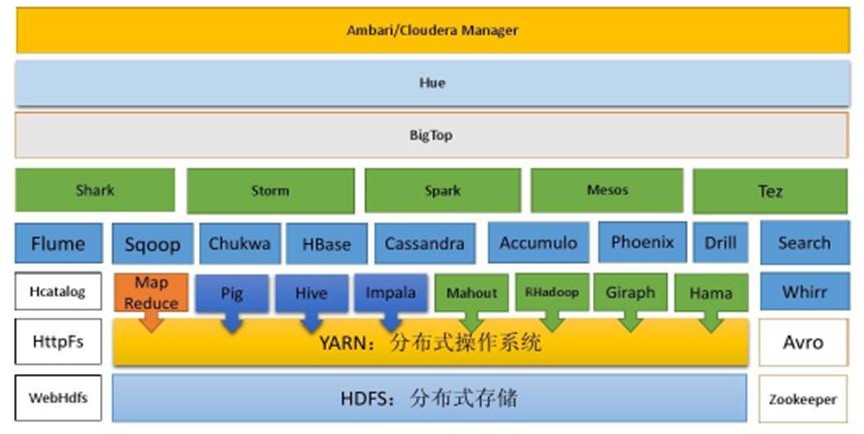 Ambari/Cloudera Manager
Hue
BigTop
Shark Storm Spark Mesos Tez
Flume Sqoop Chukwa HBase Cassandra Accumulo Phoenix Drill Search
Hcatalog Map Reduce Pig Hive Impala Mahout RHadoop Giraph Hama Whirr
HttpFs YARN：分布式操作系统 Avro
WebHdfs HDFS：分布式存储 Zookeeper